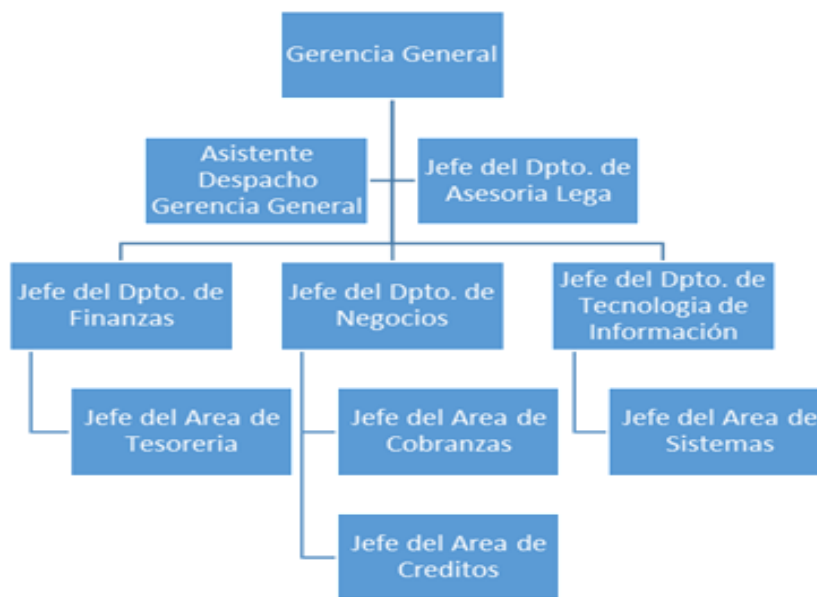 Gerencia General
Asistente
Despacho
Gerencia General
Jefe del Dpto. de
Asesoria Lega
Jefe del Dpto. de
Finanzas
Jefe del Dpto. de
Negocios
Jefe del Dpto. de
Tecnologia de
Información
Jefe del Area de
Tesoreria
Jefe del Area de
Cobranzas
Jefe del Area de
Sistemas
Jefe del Area de
Creditos